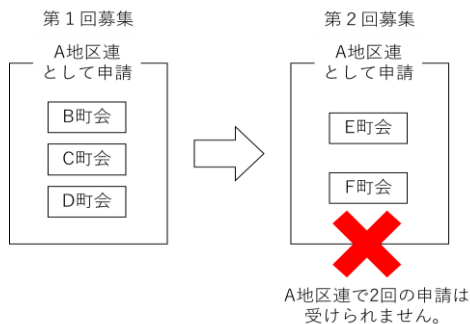 第１回募集
A地区連
として申請
B町会
C町会
D町会
第２回募集
A地区連
として申請
E町会
F町会
A地区連で2回の申請は
受けられません。